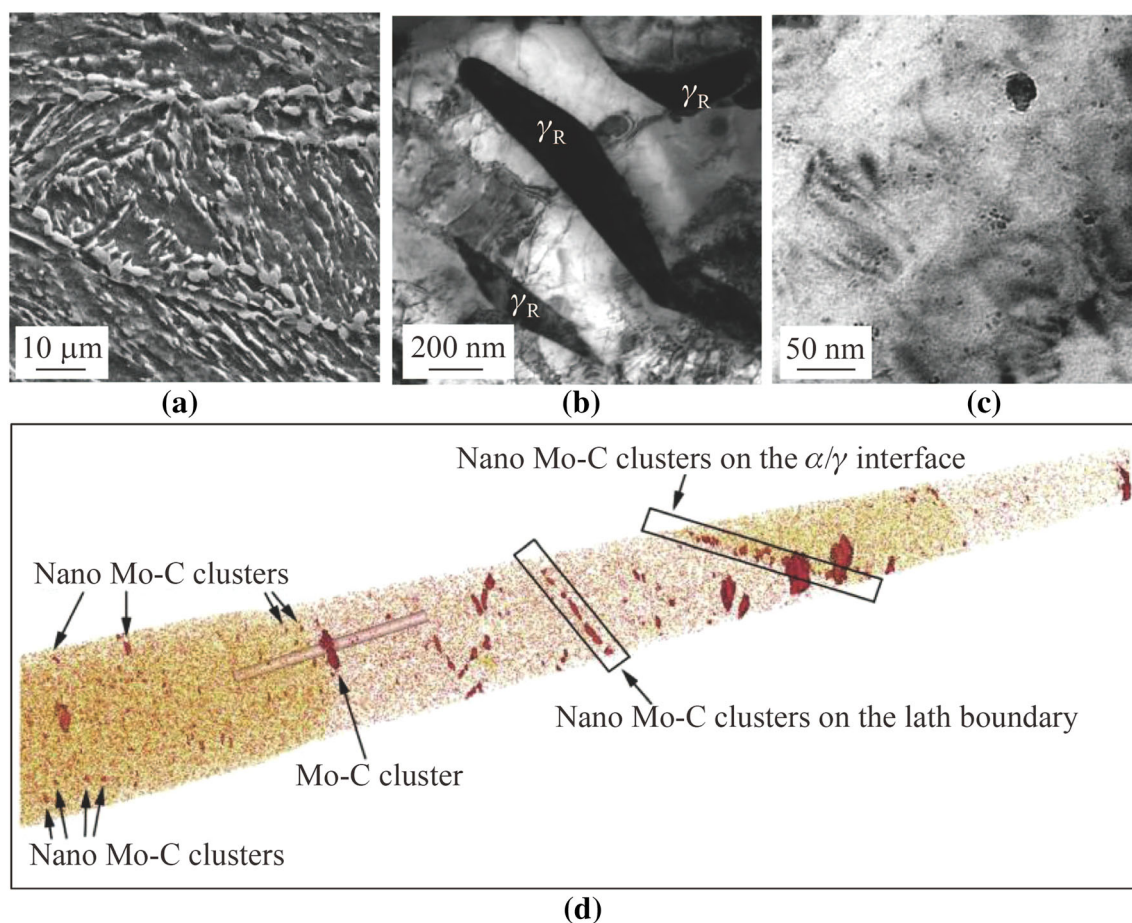 γR
γR
γR
10 μm
200 nm
50 nm
(a)
(b)
(c)
Nano Mo-C clusters on the α/γ interface
Nano Mo-C clusters
Nano Mo-C clusters on the lath boundary
Mo-C cluster
Nano Mo-C clusters
(d)